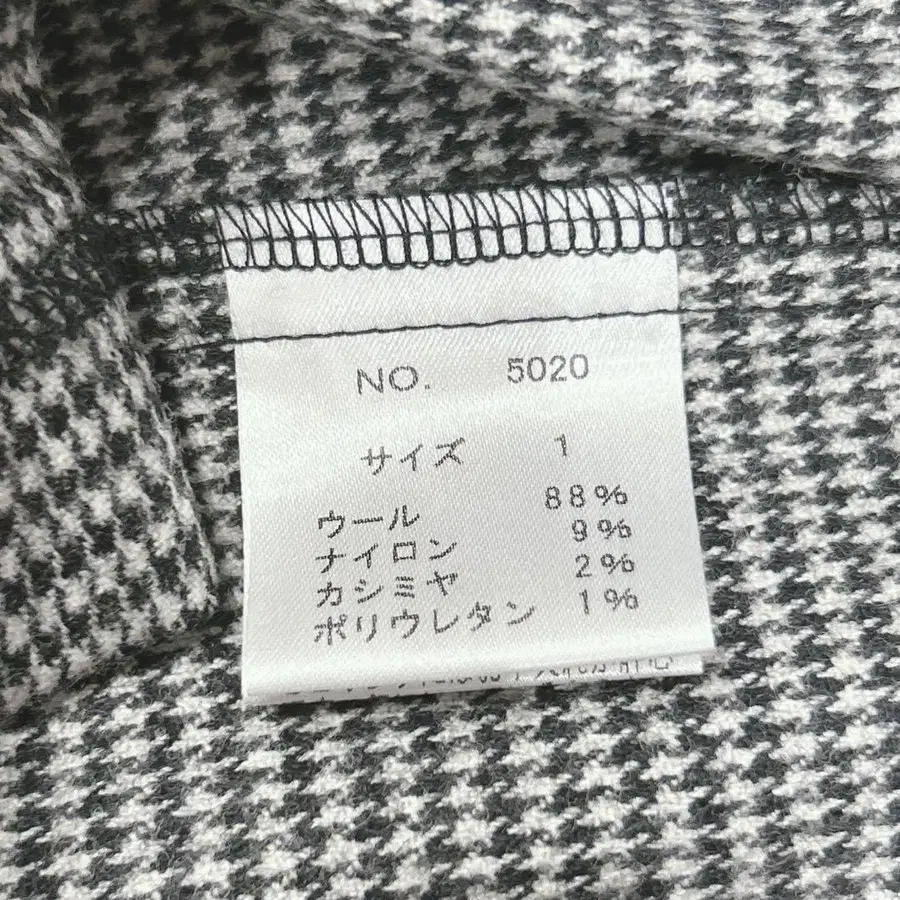 NO. 5020
サイズ 1
ウール 88%
ナイロン 9%
カシミヤ 2%
ポリウレタン 1%